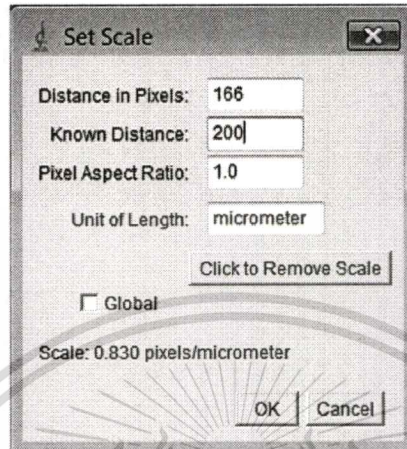 Set Scale
Distance in Pixels: 166
Known Distance: 200
Pixel Aspect Ratio: 1.0
Unit of Length: micrometer
Click to Remove Scale
Global
Scale: 0.830 pixels/micrometer
OK Cancel